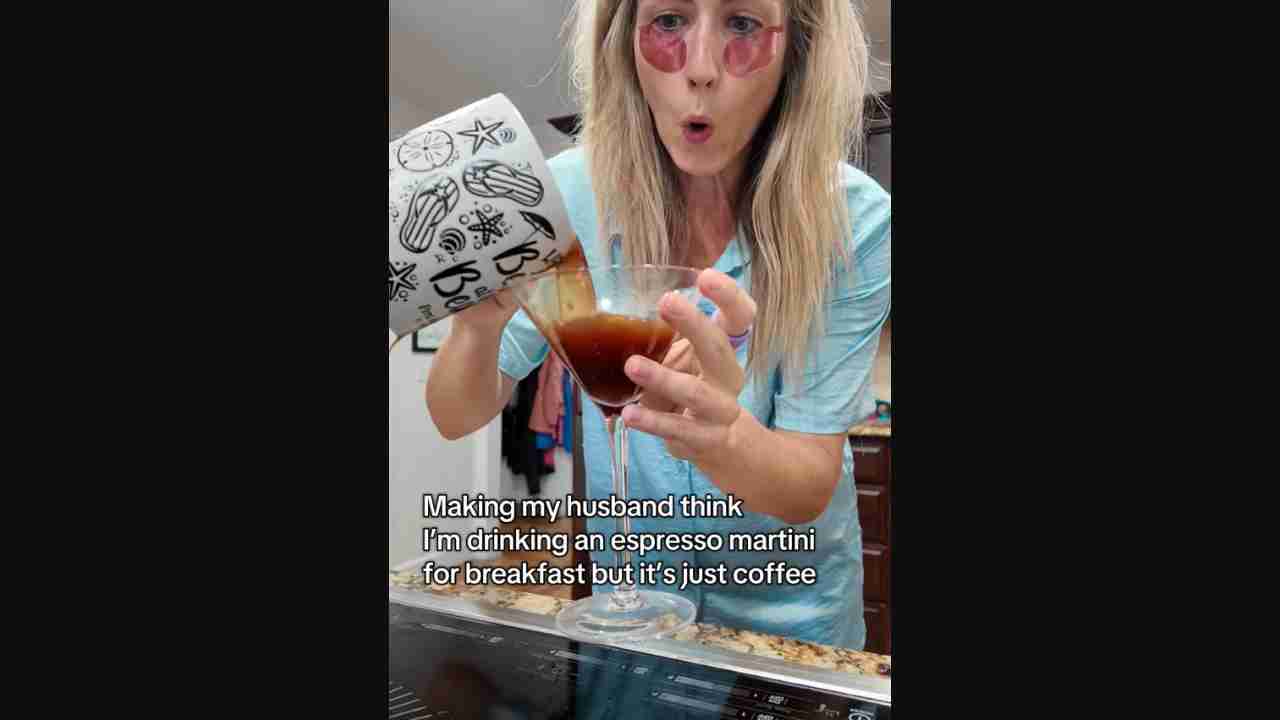 Making my husband think
I'm drinking an espresso martini
for breakfast but it's just coffee